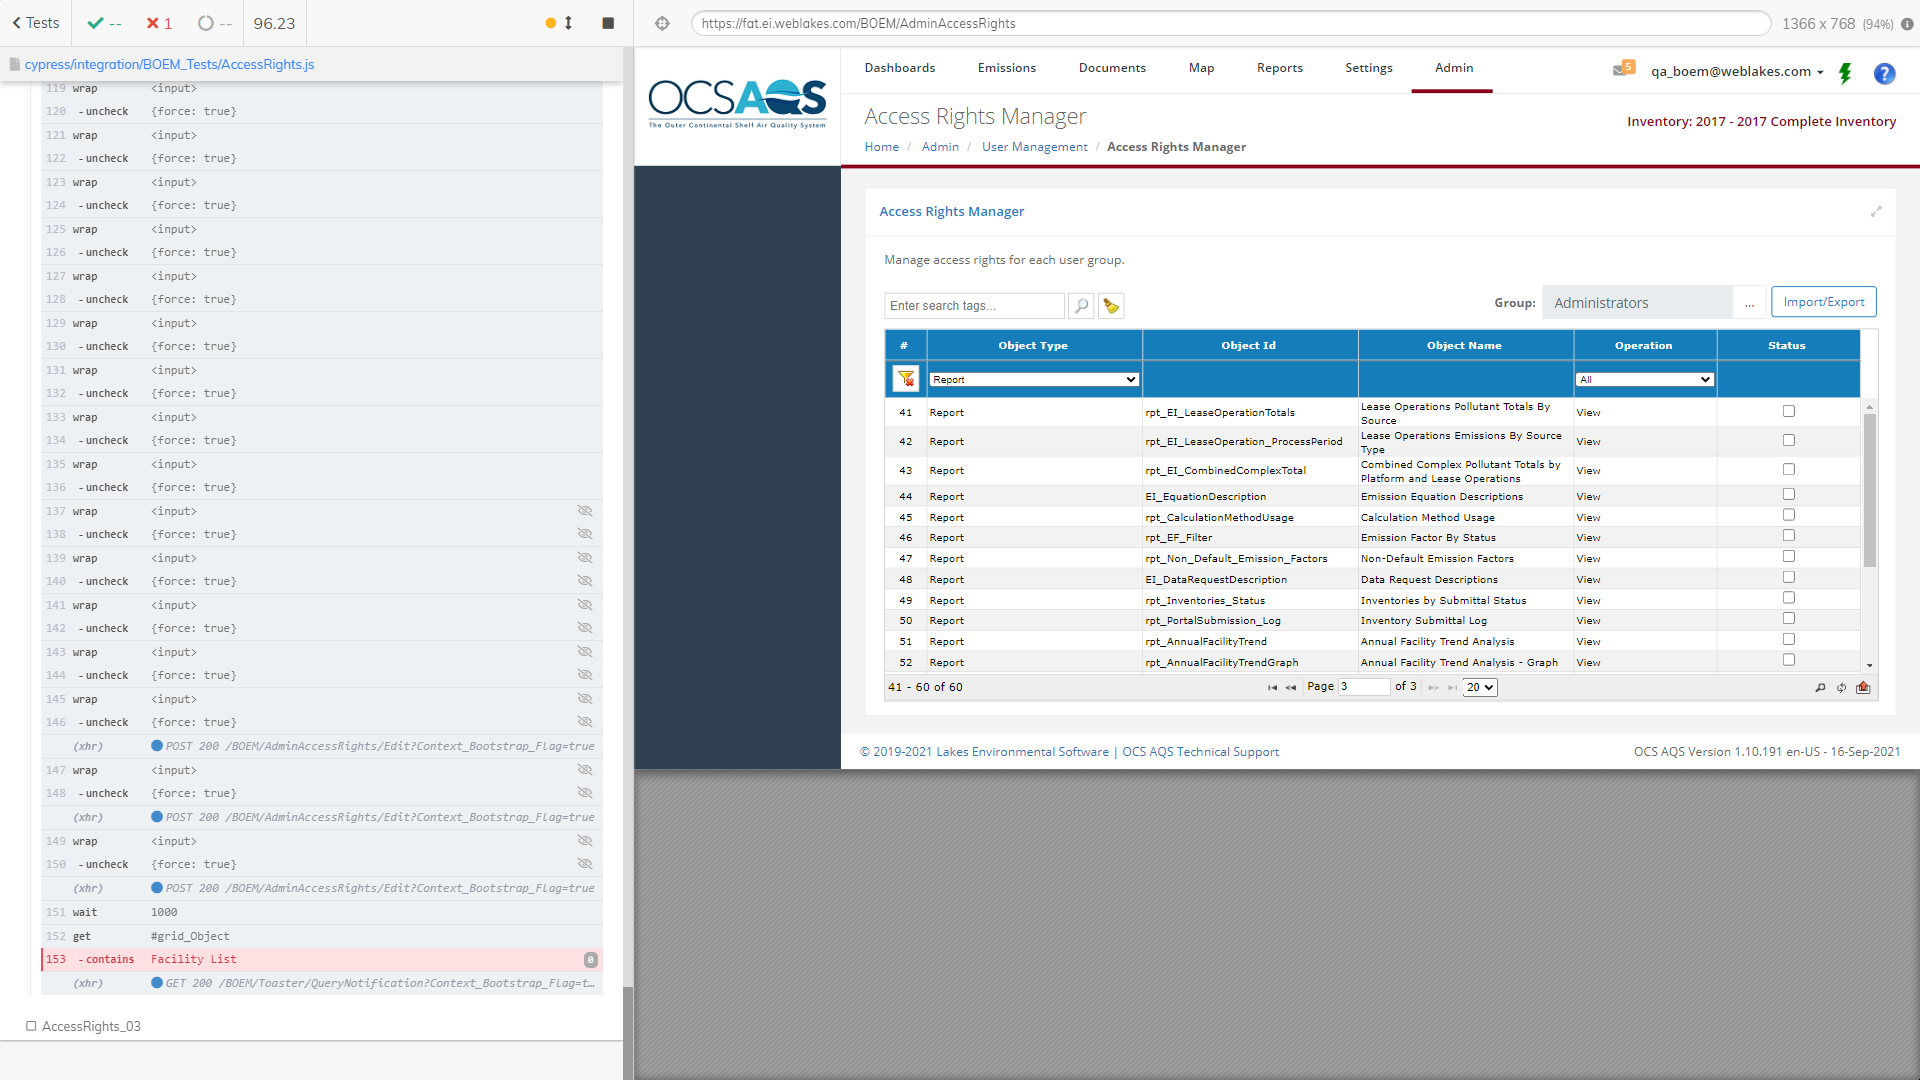 Tests
--
1
--
96.23
https://fat.ei.weblakes.com/BOEM/AdminAccessRights
1366 x 768 (94%)
cypress/integration/BOEM_Tests/AccessRights.js
119 wrap <input>
120 -uncheck {force: true}
121 wrap <input>
122 -uncheck {force: true}
123 wrap <input>
124 -uncheck {force: true}
125 wrap <input>
126 -uncheck {force: true}
127 wrap <input>
128 -uncheck {force: true}
129 wrap <input>
130 -uncheck {force: true}
131 wrap <input>
132 -uncheck {force: true}
133 wrap <input>
134 -uncheck {force: true}
135 wrap <input>
136 -uncheck {force: true}
137 wrap <input>
138 -uncheck {force: true}
139 wrap <input>
140 -uncheck {force: true}
141 wrap <input>
142 -uncheck {force: true}
143 wrap <input>
144 -uncheck {force: true}
145 wrap <input>
146 -uncheck {force: true}
(xhr) POST 200 /BOEM/AdminAccessRights/Edit?Context_Bootstrap_Flag=true
147 wrap <input>
148 -uncheck {force: true}
(xhr) POST 200 /BOEM/AdminAccessRights/Edit?Context_Bootstrap_Flag=true
149 wrap <input>
150 -uncheck {force: true}
(xhr) POST 200 /BOEM/AdminAccessRights/Edit?Context_Bootstrap_Flag=true
151 wait 1000
152 get #grid_Object
153 -contains Facility List 0
(xhr) GET 200 /BOEM/Toaster/QueryNotification?Context_Bootstrap_Flag=t…
AccessRights_03
OCSAQS
The Outer Continental Shelf Air Quality System
Dashboards Emissions Documents Map Reports Settings Admin
5
qa_boem@weblakes.com
?
Access Rights Manager
Inventory: 2017 - 2017 Complete Inventory
Home / Admin / User Management / Access Rights Manager
Access Rights Manager
Manage access rights for each user group.
Enter search tags...
Group: Administrators ... Import/Export
# Object Type Object Id Object Name Operation Status
Report All
41 Report rpt_EI_LeaseOperationTotals Lease Operations Pollutant Totals By Source View
42 Report rpt_EI_LeaseOperation_ProcessPeriod Lease Operations Emissions By Source Type View
43 Report rpt_EI_CombinedComplexTotal Combined Complex Pollutant Totals by Platform and Lease Operations View
44 Report EI_EquationDescription Emission Equation Descriptions View
45 Report rpt_CalculationMethodUsage Calculation Method Usage View
46 Report rpt_EF_Filter Emission Factor By Status View
47 Report rpt_Non_Default_Emission_Factors Non-Default Emission Factors View
48 Report EI_DataRequestDescription Data Request Descriptions View
49 Report rpt_Inventories_Status Inventories by Submittal Status View
50 Report rpt_PortalSubmission_Log Inventory Submittal Log View
51 Report rpt_AnnualFacilityTrend Annual Facility Trend Analysis View
52 Report rpt_AnnualFacilityTrendGraph Annual Facility Trend Analysis - Graph View
41 - 60 of 60 Page 3 of 3 20
© 2019-2021 Lakes Environmental Software | OCS AQS Technical Support
OCS AQS Version 1.10.191 en-US - 16-Sep-2021